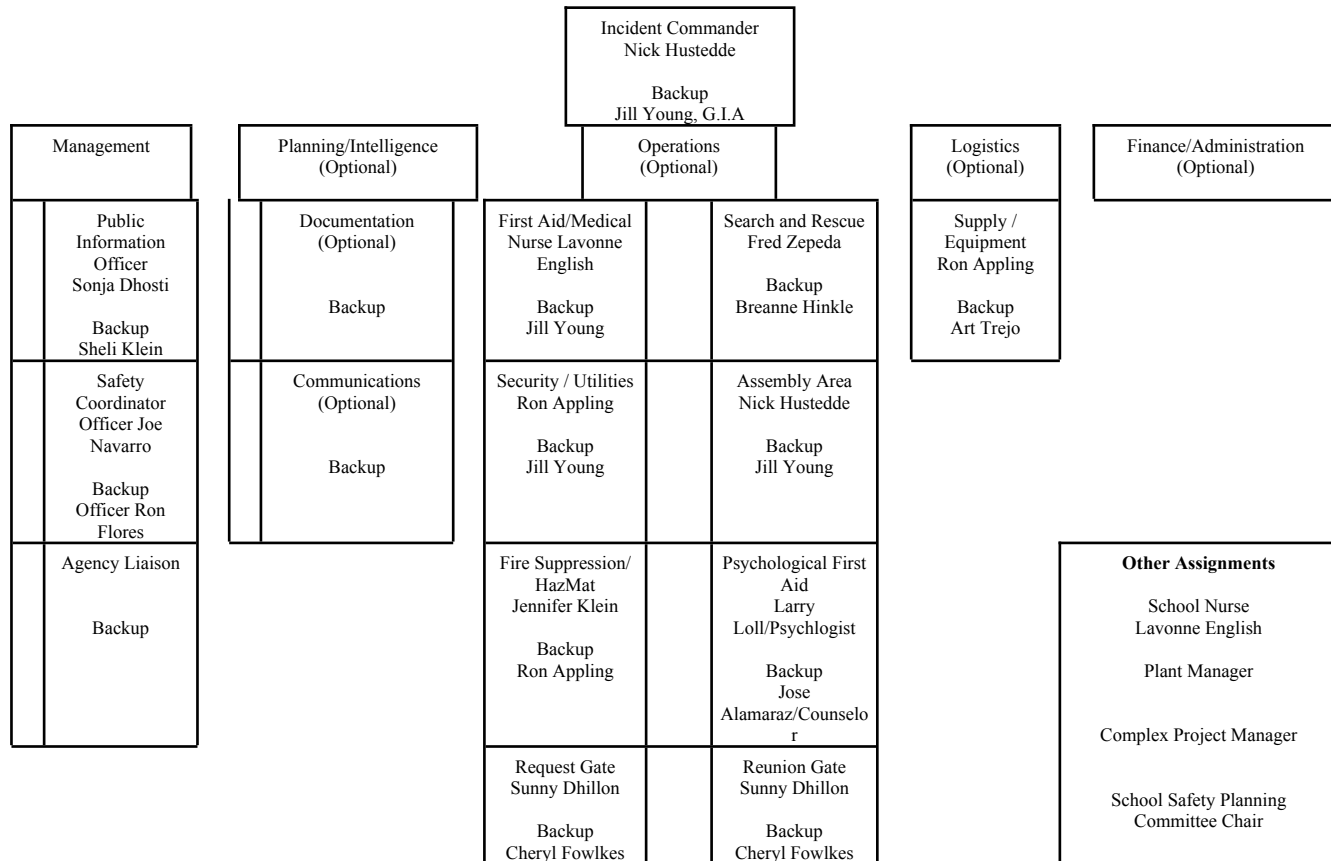 Incident Commander
Nick Hustedde
Backup
Jill Young, G.I.A
Management
Planning/Intelligence
(Optional)
Operations
(Optional)
Logistics
(Optional)
Finance/Administration
(Optional)
Public
Information
Officer
Sonja Dhosti
Backup
Sheli Klein
Documentation
(Optional)
Backup
First Aid/Medical
Nurse Lavonne
English
Backup
Jill Young
Search and Rescue
Fred Zepeda
Backup
Breanne Hinkle
Supply /
Equipment
Ron Appling
Backup
Art Trejo
Safety
Coordinator
Officer Joe
Navarro
Backup
Officer Ron
Flores
Communications
(Optional)
Backup
Security / Utilities
Ron Appling
Backup
Jill Young
Assembly Area
Nick Hustedde
Backup
Jill Young
Agency Liaison
Backup
Fire Suppression/
HazMat
Jennifer Klein
Backup
Ron Appling
Psychological First
Aid
Larry
Loll/Psychlogist
Backup
Jose
Alamaraz/Counselo
r
Other Assignments
School Nurse
Lavonne English
Plant Manager
Complex Project Manager
School Safety Planning
Committee Chair
Request Gate
Sunny Dhillon
Backup
Cheryl Fowlkes
Reunion Gate
Sunny Dhillon
Backup
Cheryl Fowlkes